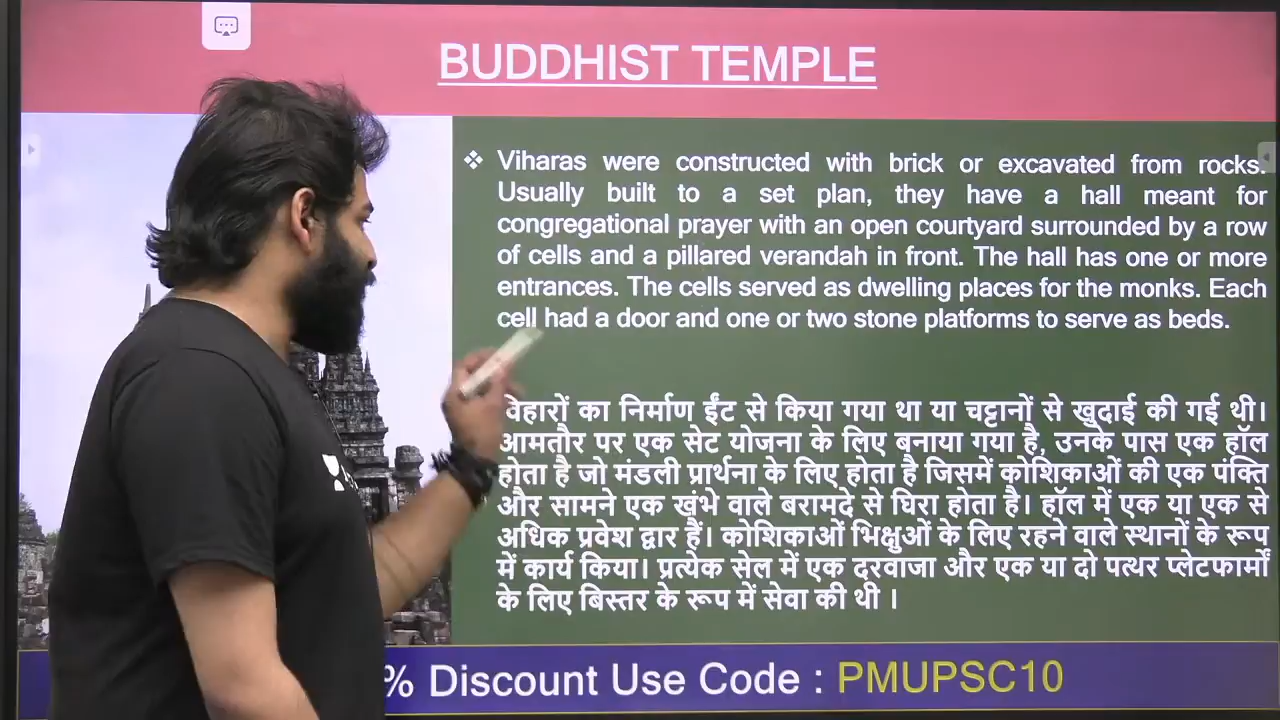 BUDDHIST TEMPLE
❖ Viharas were constructed with brick or excavated from rocks.
Usually built to a set plan, they have a hall meant for
congregational prayer with an open courtyard surrounded by a row
of cells and a pillared verandah in front. The hall has one or more
entrances. The cells served as dwelling places for the monks. Each
cell had a door and one or two stone platforms to serve as beds.
विहारों का निर्माण ईंट से किया गया था या चट्टानों से खुदाई की गई थी।
आमतौर पर एक सेट योजना के लिए बनाया गया है, उनके पास एक हॉल
होता है जो मंडली प्रार्थना के लिए होता है जिसमें कोशिकाओं की एक पंक्ति
और सामने एक खंभे वाले बरामदे से घिरा होता है। हॉल में एक या एक से
अधिक प्रवेश द्वार हैं। कोशिकाओं भिक्षुओं के लिए रहने वाले स्थानों के रूप
में कार्य किया। प्रत्येक सेल में एक दरवाजा और एक या दो पत्थर प्लेटफार्मों
के लिए बिस्तर के रूप में सेवा की थी ।
% Discount Use Code : PMUPSC10